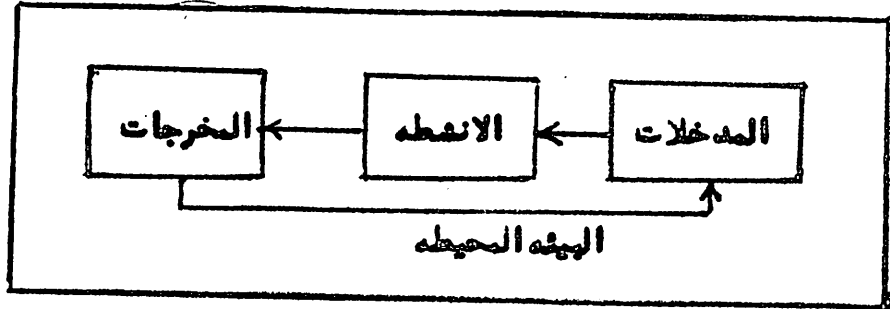 المدخلات
الانشطه
المخرجات
البيئه المحيطه